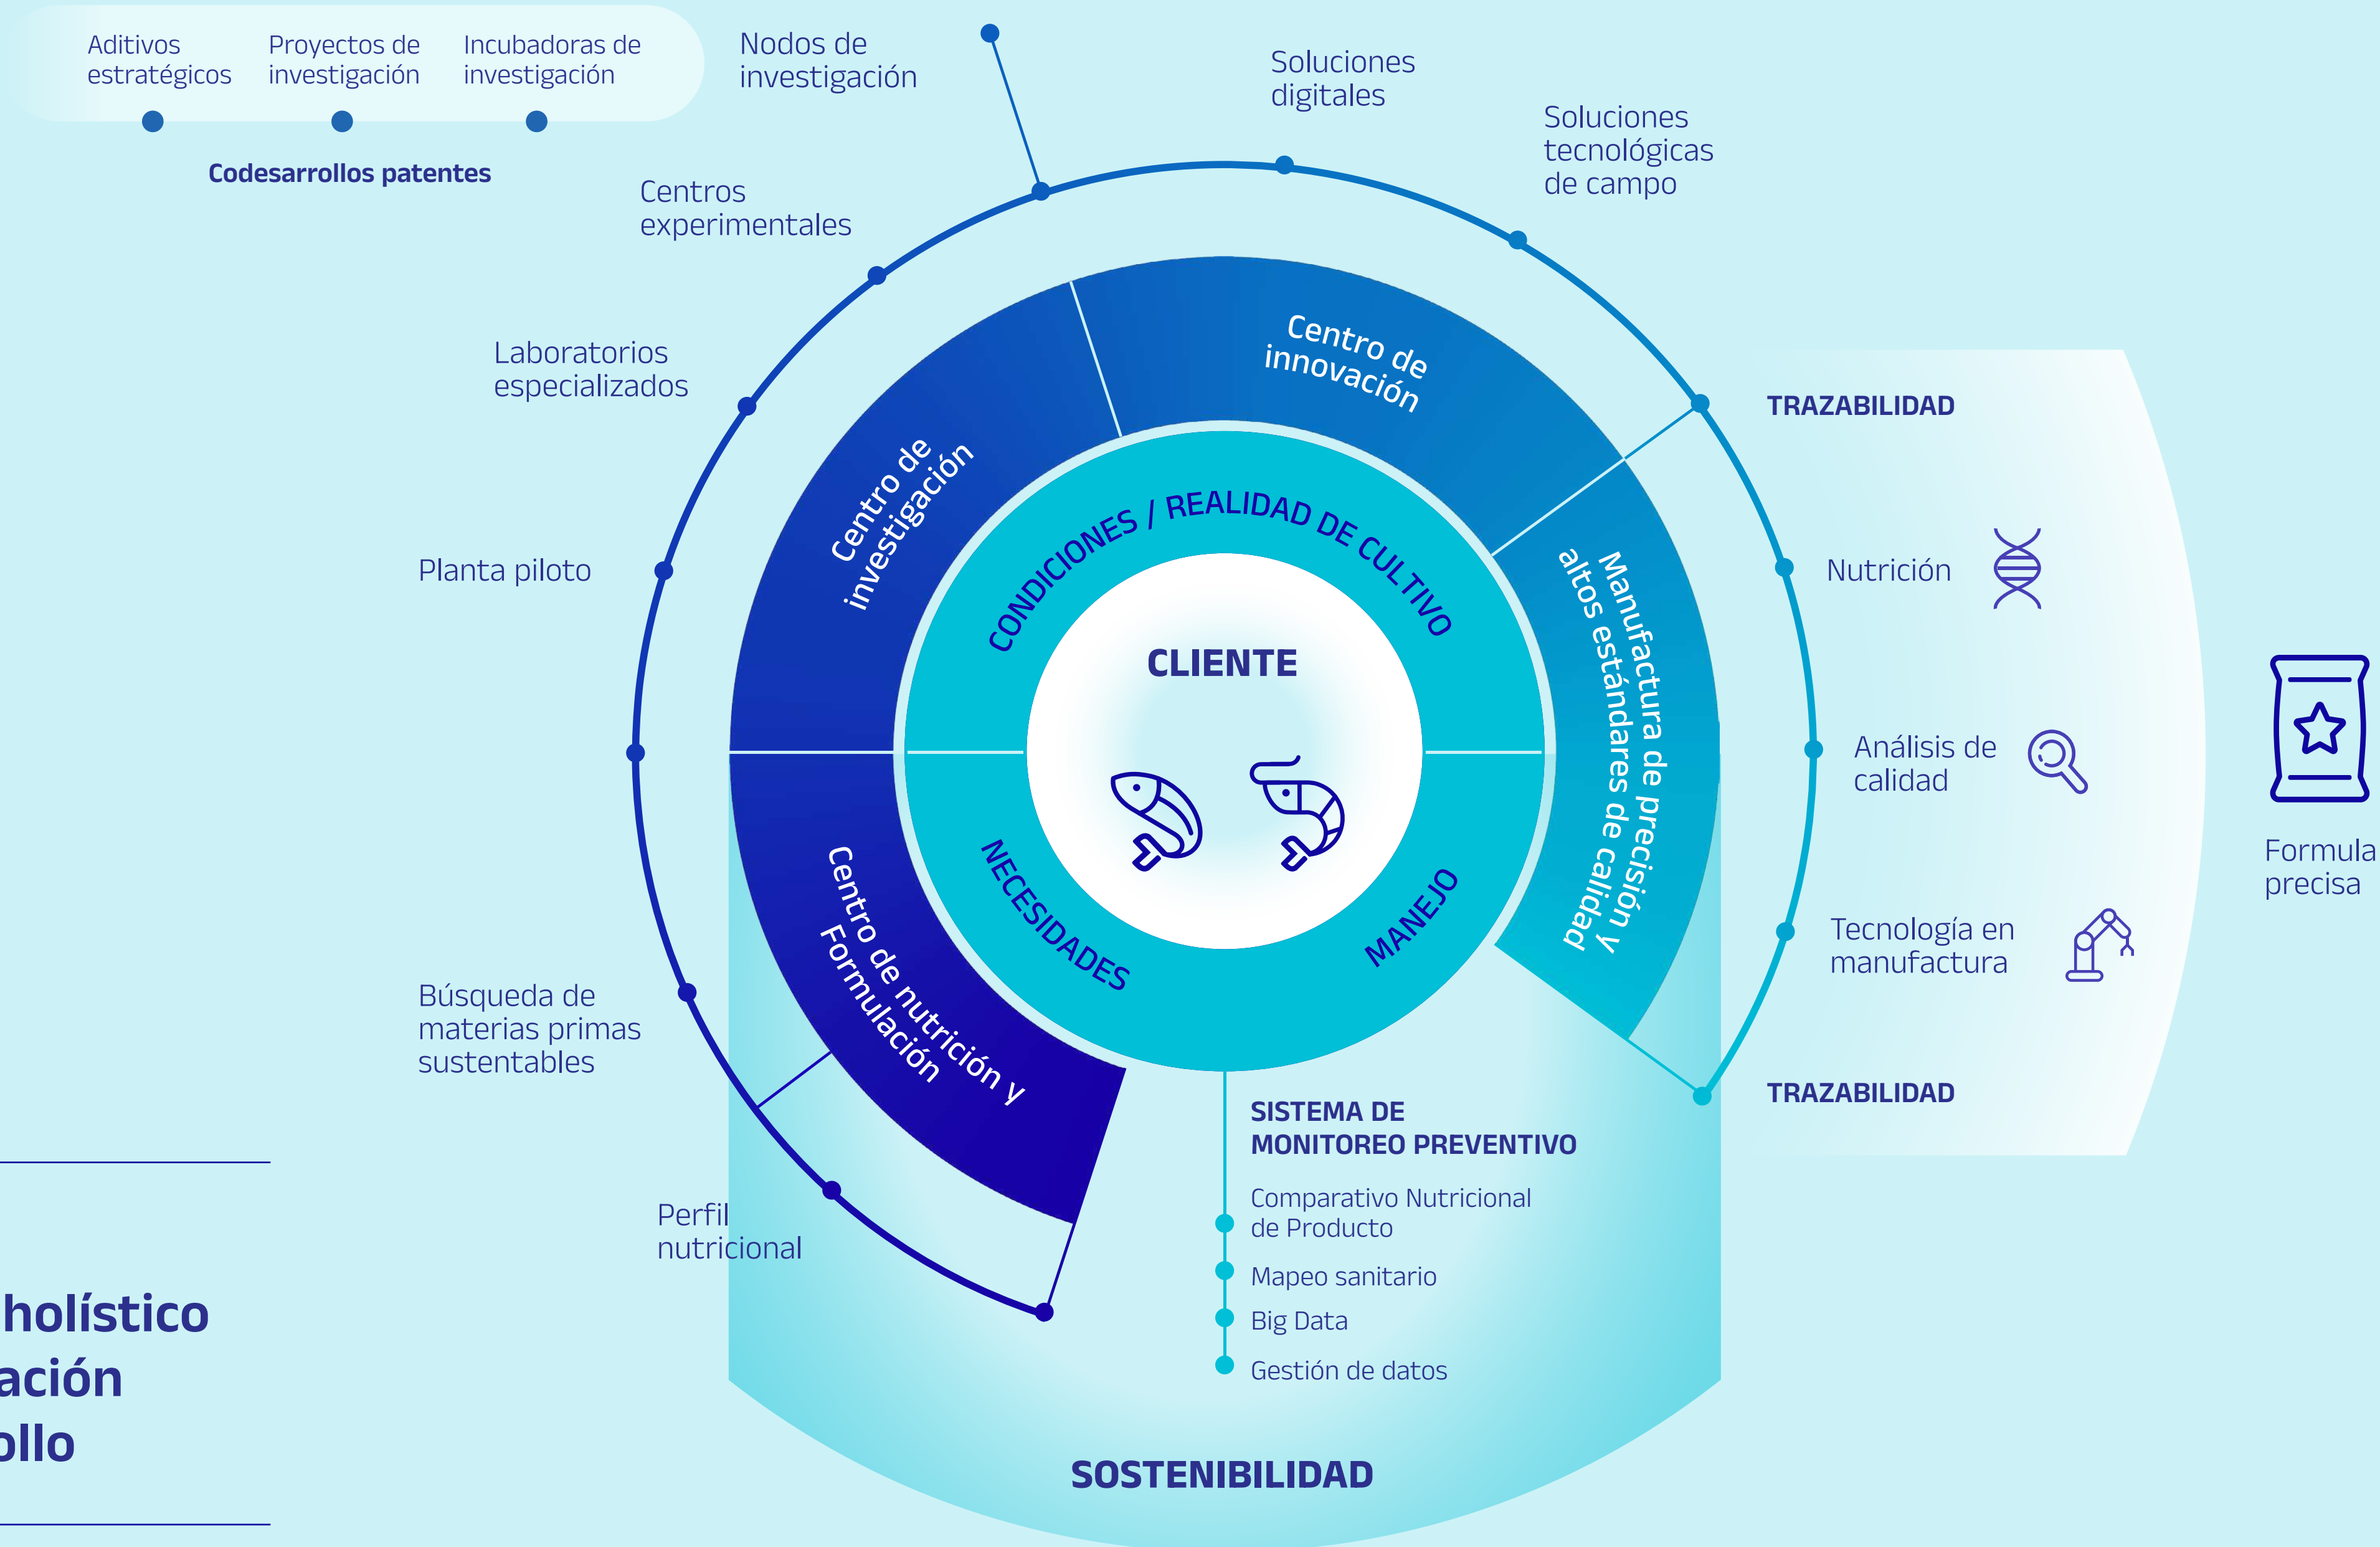 Aditivos
estratégicos
Proyectos de
investigación
Incubadoras de
investigación
Codesarrollos patentes
Nodos de
investigación
Soluciones
digitales
Soluciones
tecnológicas
de campo
Centros
experimentales
Laboratorios
especializados
Planta piloto
Búsqueda de
materias primas
sustentables
Perfil
nutricional
Centro de
investigación
Centro de
innovación
Manufactura de precisión y
altos estándares de calidad
Centro de nutrición y
Formulación
CONDICIONES / REALIDAD DE CULTIVO
CLIENTE
NECESIDADES
MANEJO
TRAZABILIDAD
Nutrición
Análisis de
calidad
Tecnología en
manufactura
TRAZABILIDAD
Formula
precisa
SISTEMA DE
MONITOREO PREVENTIVO
Comparativo Nutricional
de Producto
Mapeo sanitario
Big Data
Gestión de datos
SOSTENIBILIDAD
holístico
ación
ollo